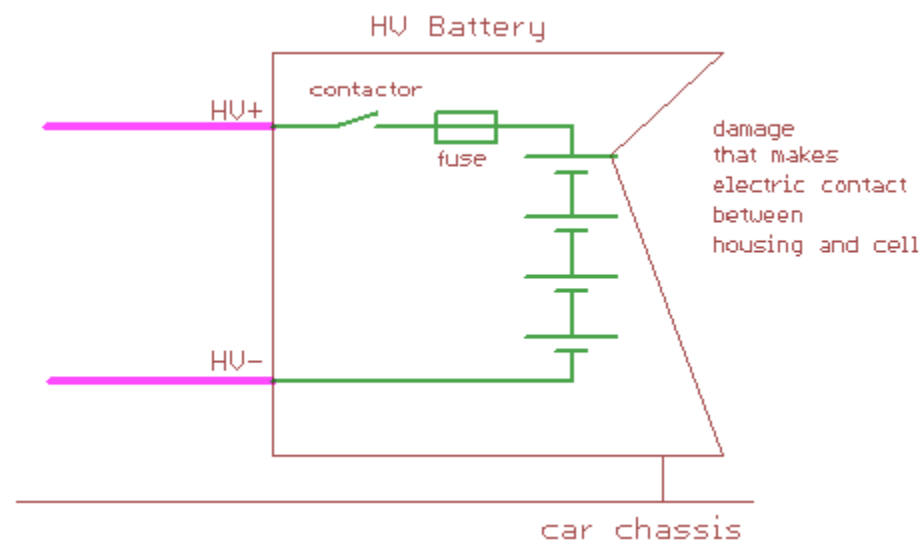 HV Battery
contactor
HV+
fuse
damage
that makes
electric contact
between
housing and cell
HV-
car chassis